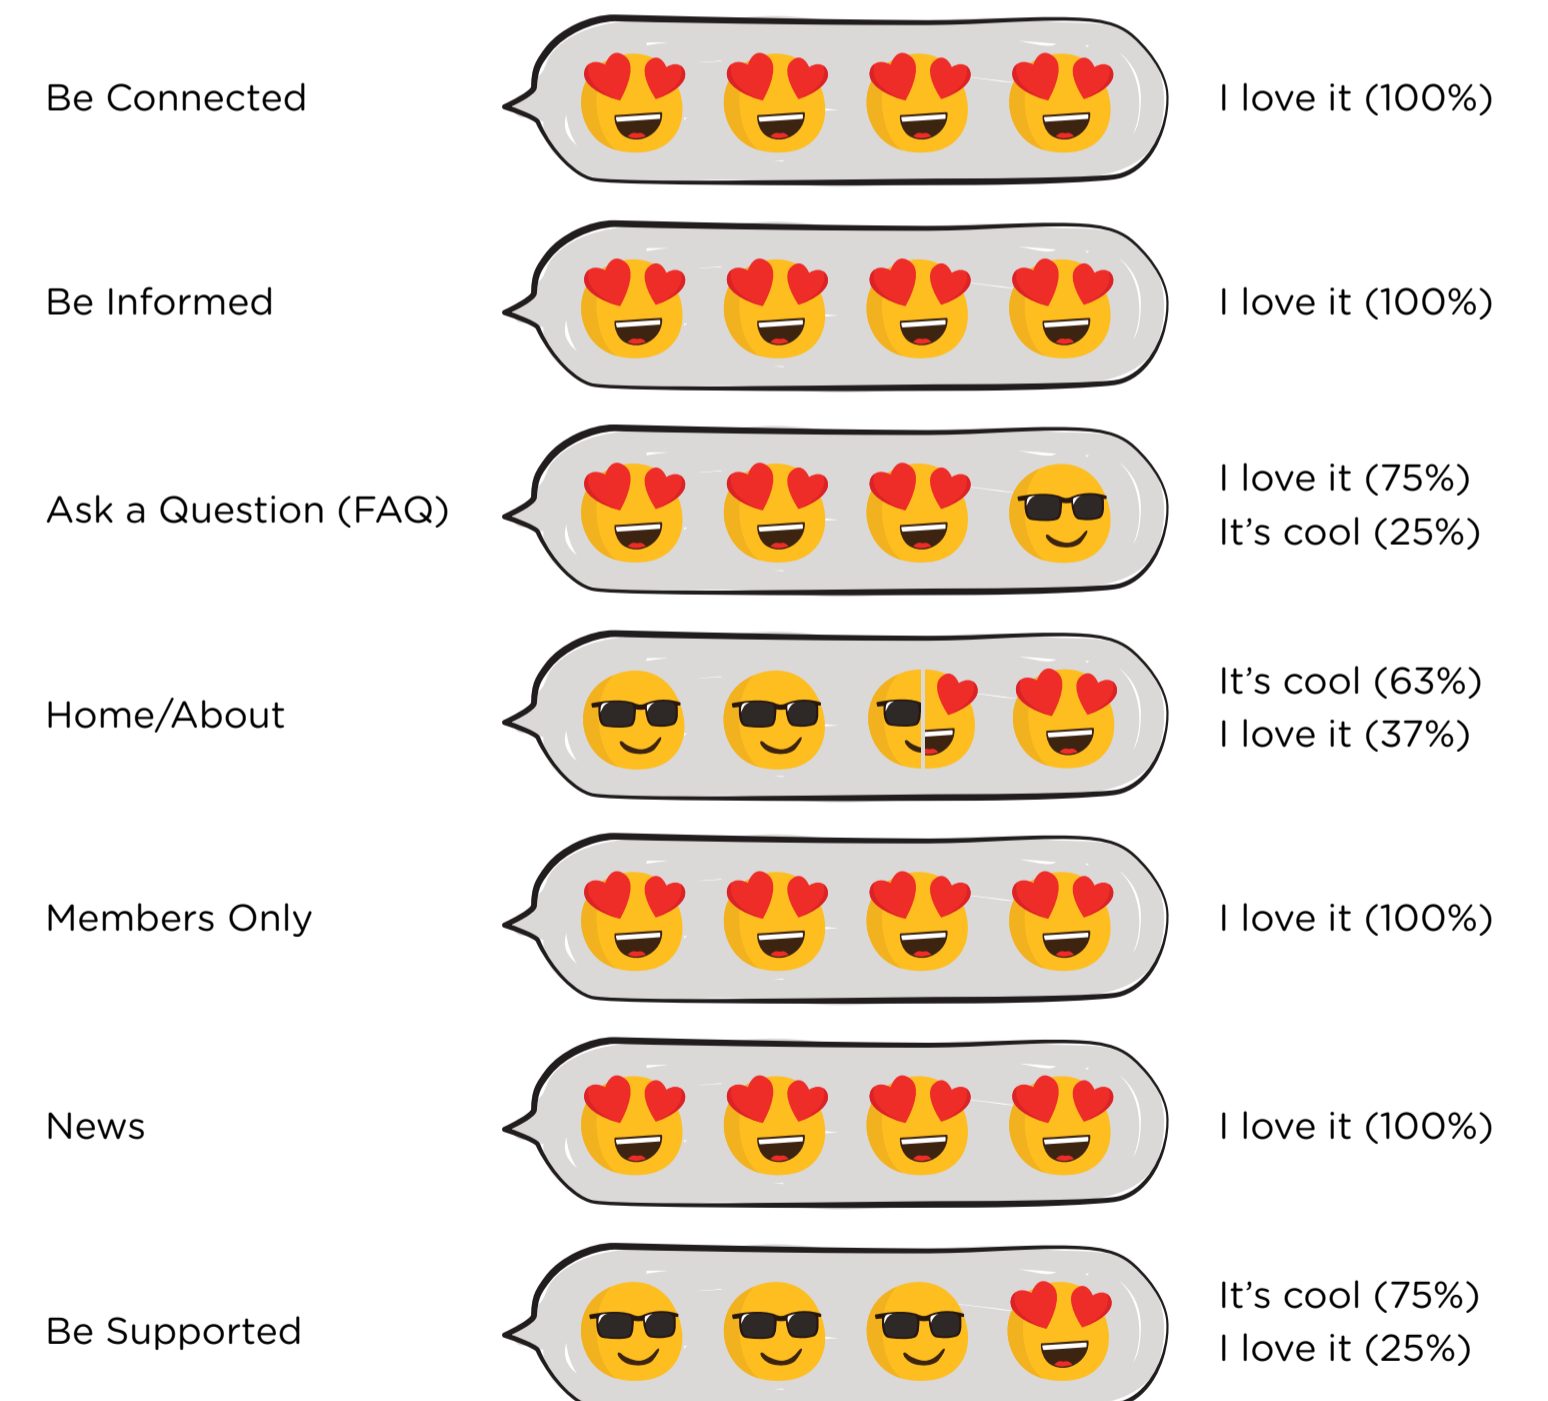 Be Connected
I love it (100%)
Be Informed
I love it (100%)
Ask a Question (FAQ)
I love it (75%)
It’s cool (25%)
Home/About
It’s cool (63%)
I love it (37%)
Members Only
I love it (100%)
News
I love it (100%)
Be Supported
It’s cool (75%)
I love it (25%)